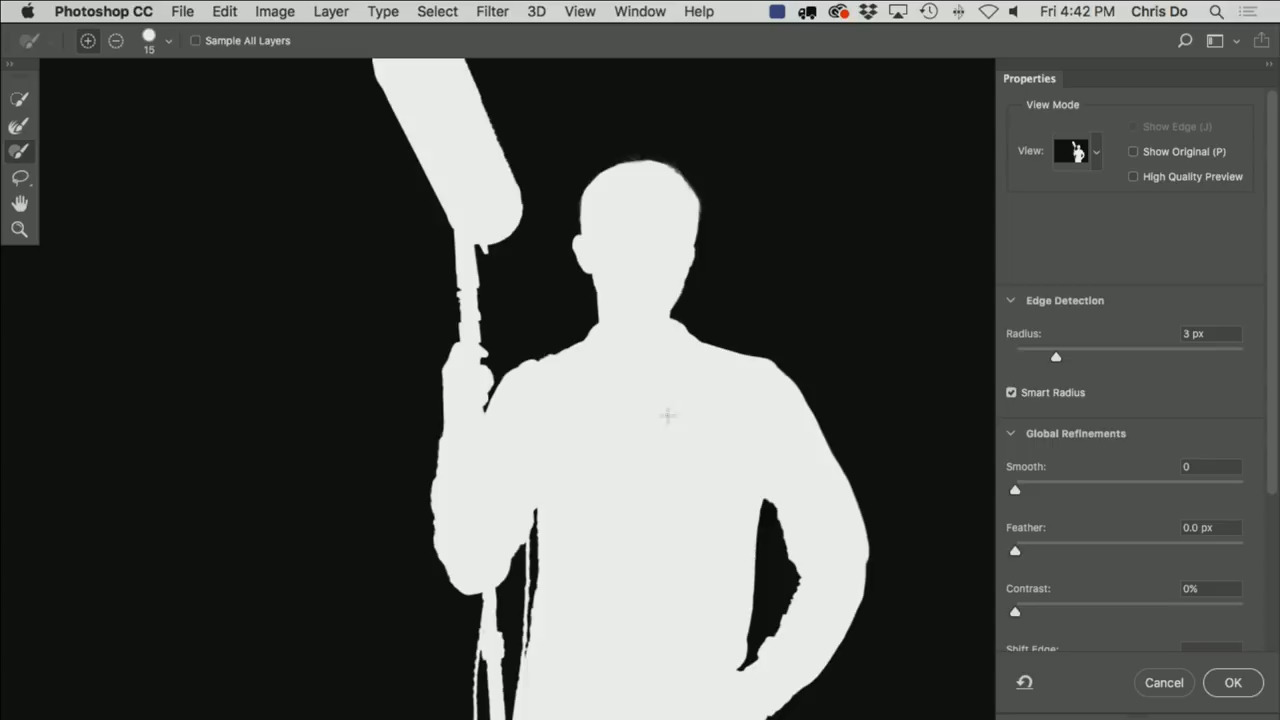 Photoshop CC File Edit Image Layer Type Select Filter 3D View Window Help Fri 4:42 PM Chris Do
15 Sample All Layers
Properties
View Mode
Show Edge (J)
View: Show Original (P)
High Quality Preview
Edge Detection
Radius: 3 px
Smart Radius
Global Refinements
Smooth: 0
Feather: 0.0 px
Contrast: 0%
Shift Edge:
Cancel OK